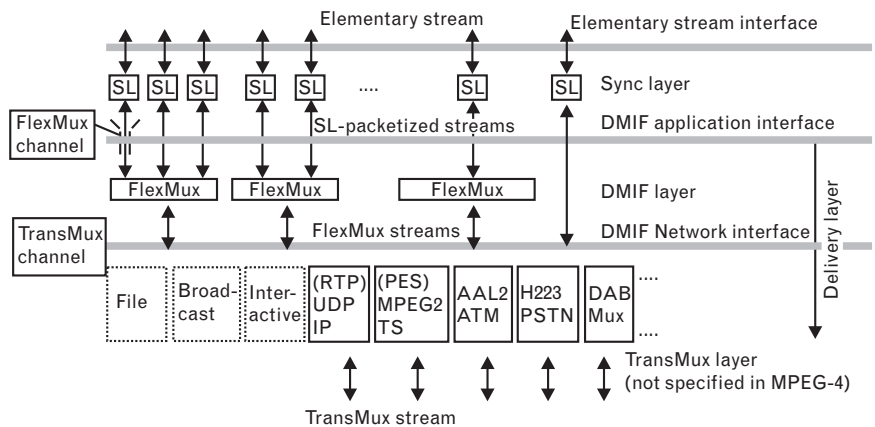 Elementary stream
Elementary stream interface
SL SL SL SL SL .... SL SL
Sync layer
FlexMux
channel
SL-packetized streams
DMIF application interface
FlexMux FlexMux FlexMux
DMIF layer
TransMux
channel
FlexMux streams
DMIF Network interface
Delivery layer
File
Broad-
cast
Inter-
active
(RTP)
UDP
IP
(PES)
MPEG2
TS
AAL2
ATM
H223
PSTN
DAB
Mux
....
....
TransMux layer
(not specified in MPEG-4)
TransMux stream